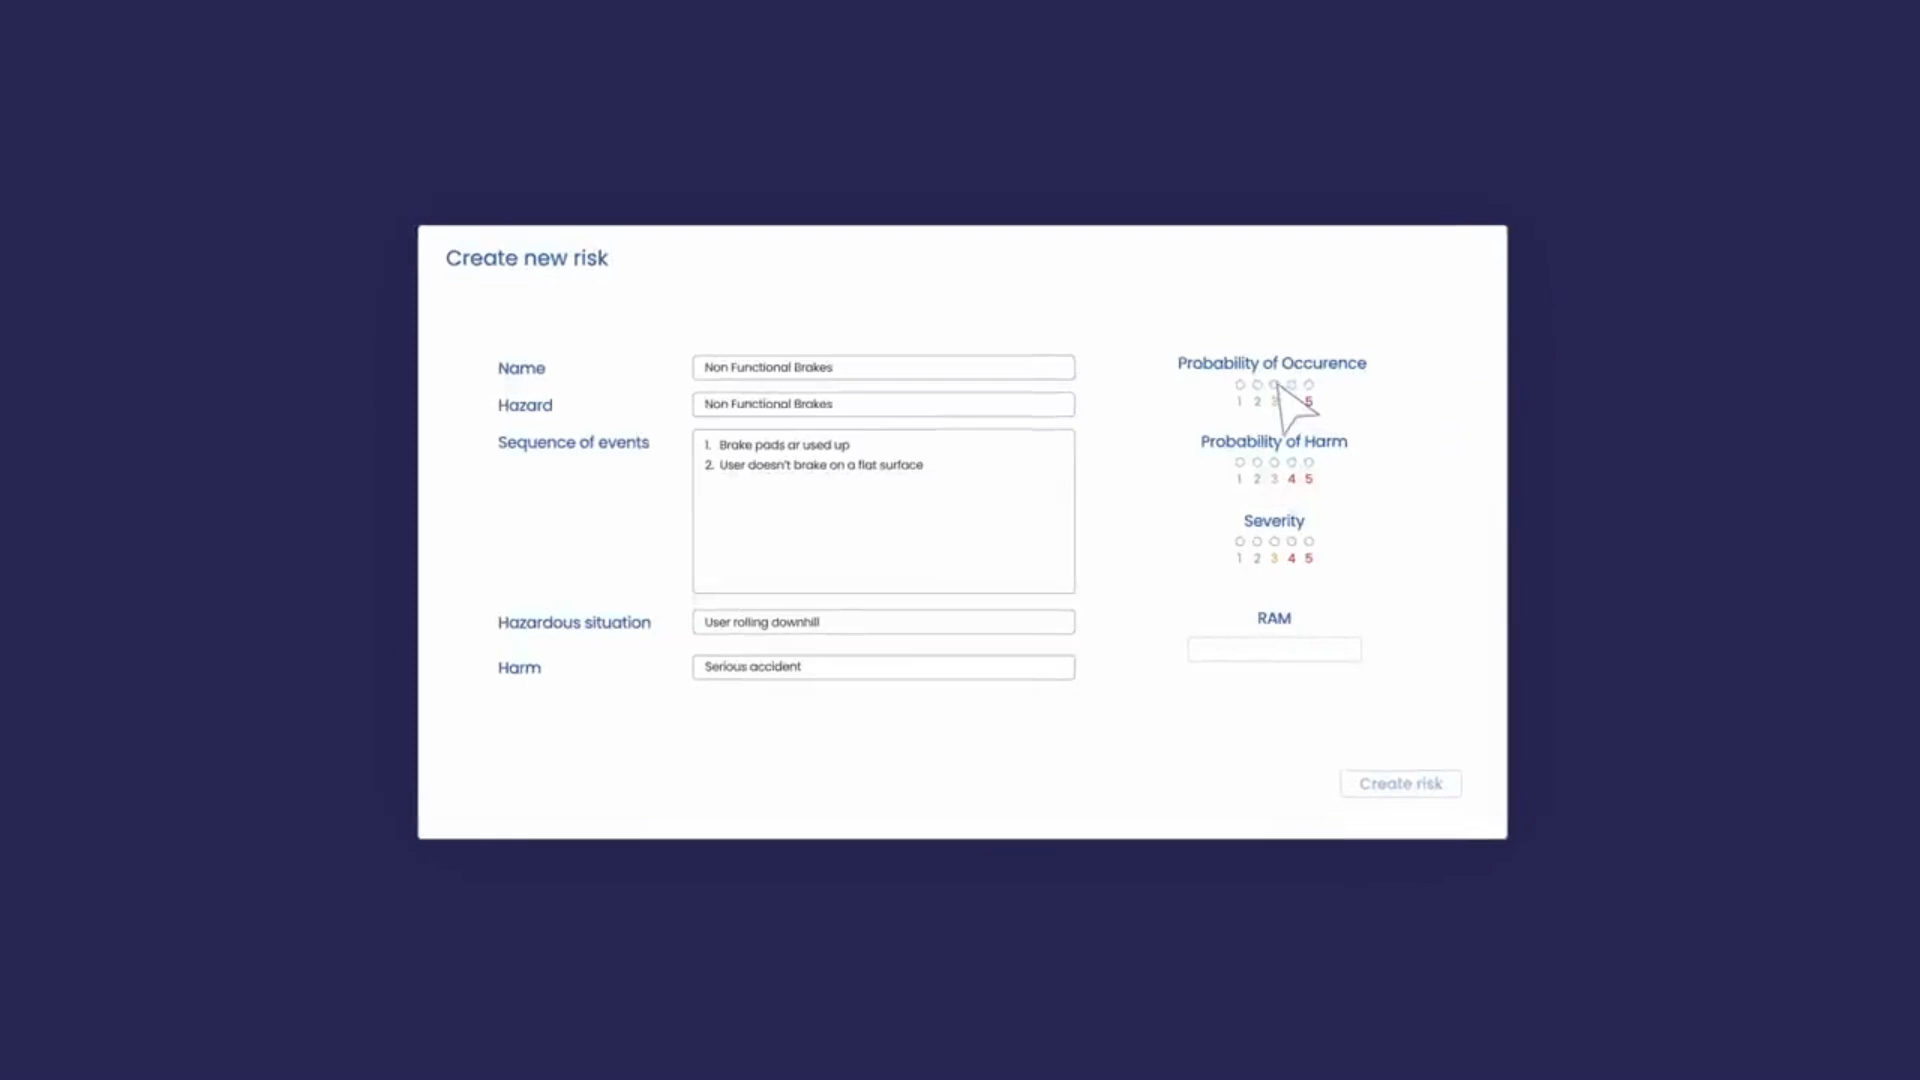 Create new risk
Name
Non Functional Brakes
Hazard
Non Functional Brakes
Sequence of events
1. Brake pads ar used up
2. User doesn't brake on a flat surface
Hazardous situation
User rolling downhill
Harm
Serious accident
Probability of Occurence
1 2 3 5
Probability of Harm
1 2 3 4 5
Severity
1 2 3 4 5
RAM
Create risk